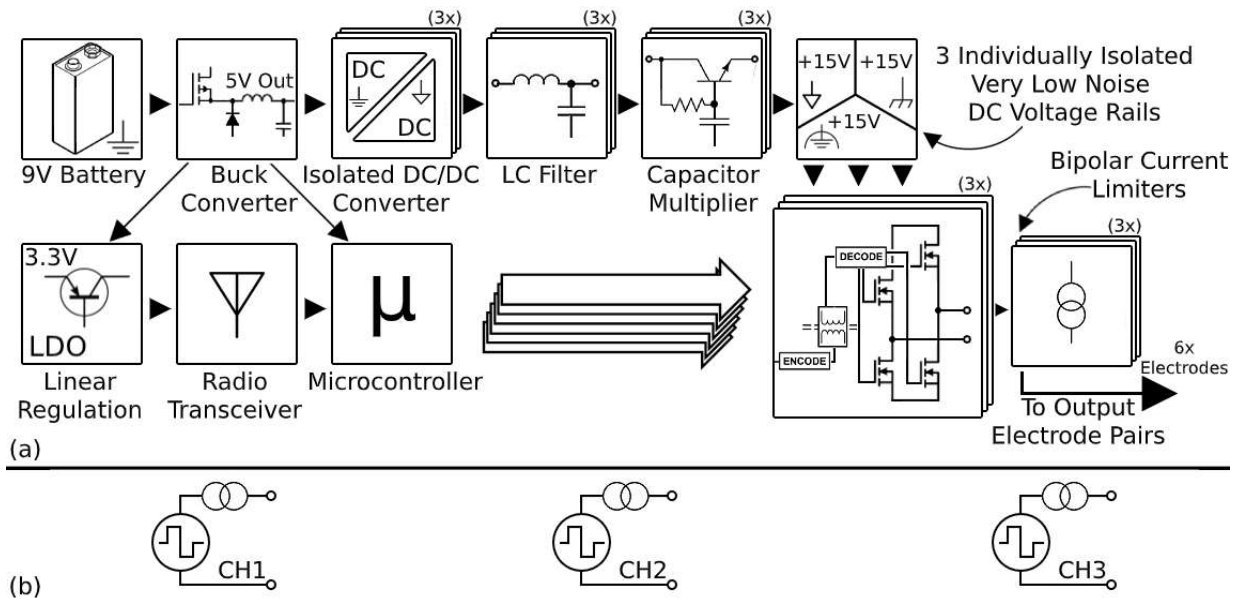 (3x)
(3x)
(3x)
5V Out
DC
DC
+15V
+15V
+15V
3 Individually Isolated
Very Low Noise
DC Voltage Rails
9V Battery
Buck
Converter
Isolated DC/DC
Converter
LC Filter
Capacitor
Multiplier
Bipolar Current
Limiters
(3x)
(3x)
3.3V
LDO
μ
DECODE
ENCODE
Linear
Regulation
Radio
Transceiver
Microcontroller
6x
Electrodes
To Output
Electrode Pairs
(a)
CH1
CH2
CH3
(b)